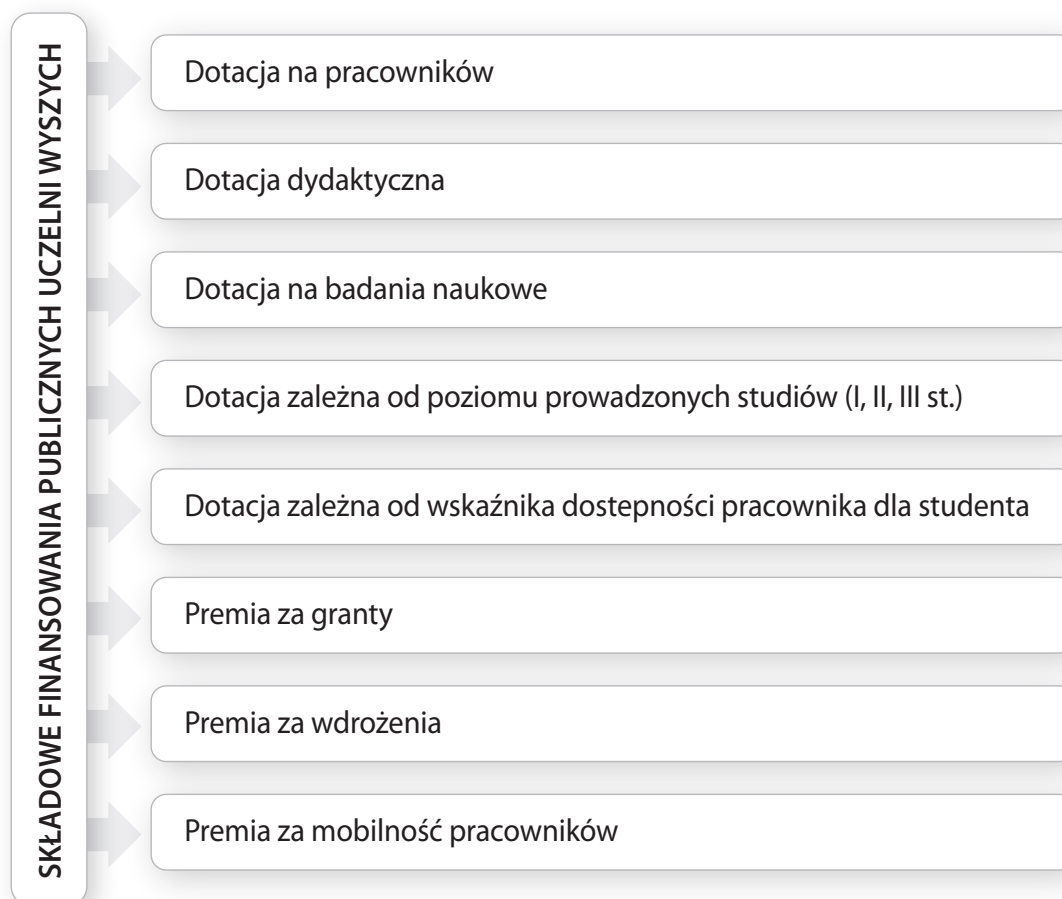 SKŁADOWE FINANSOWANIA PUBLICZNYCH UCZELNI WYSZYCH
Dotacja na pracowników
Dotacja dydaktyczna
Dotacja na badania naukowe
Dotacja zależna od poziomu prowadzonych studiów (I, II, III st.)
Dotacja zależna od wskaźnika dostepności pracownika dla studenta
Premia za granty
Premia za wdrożenia
Premia za mobilność pracowników